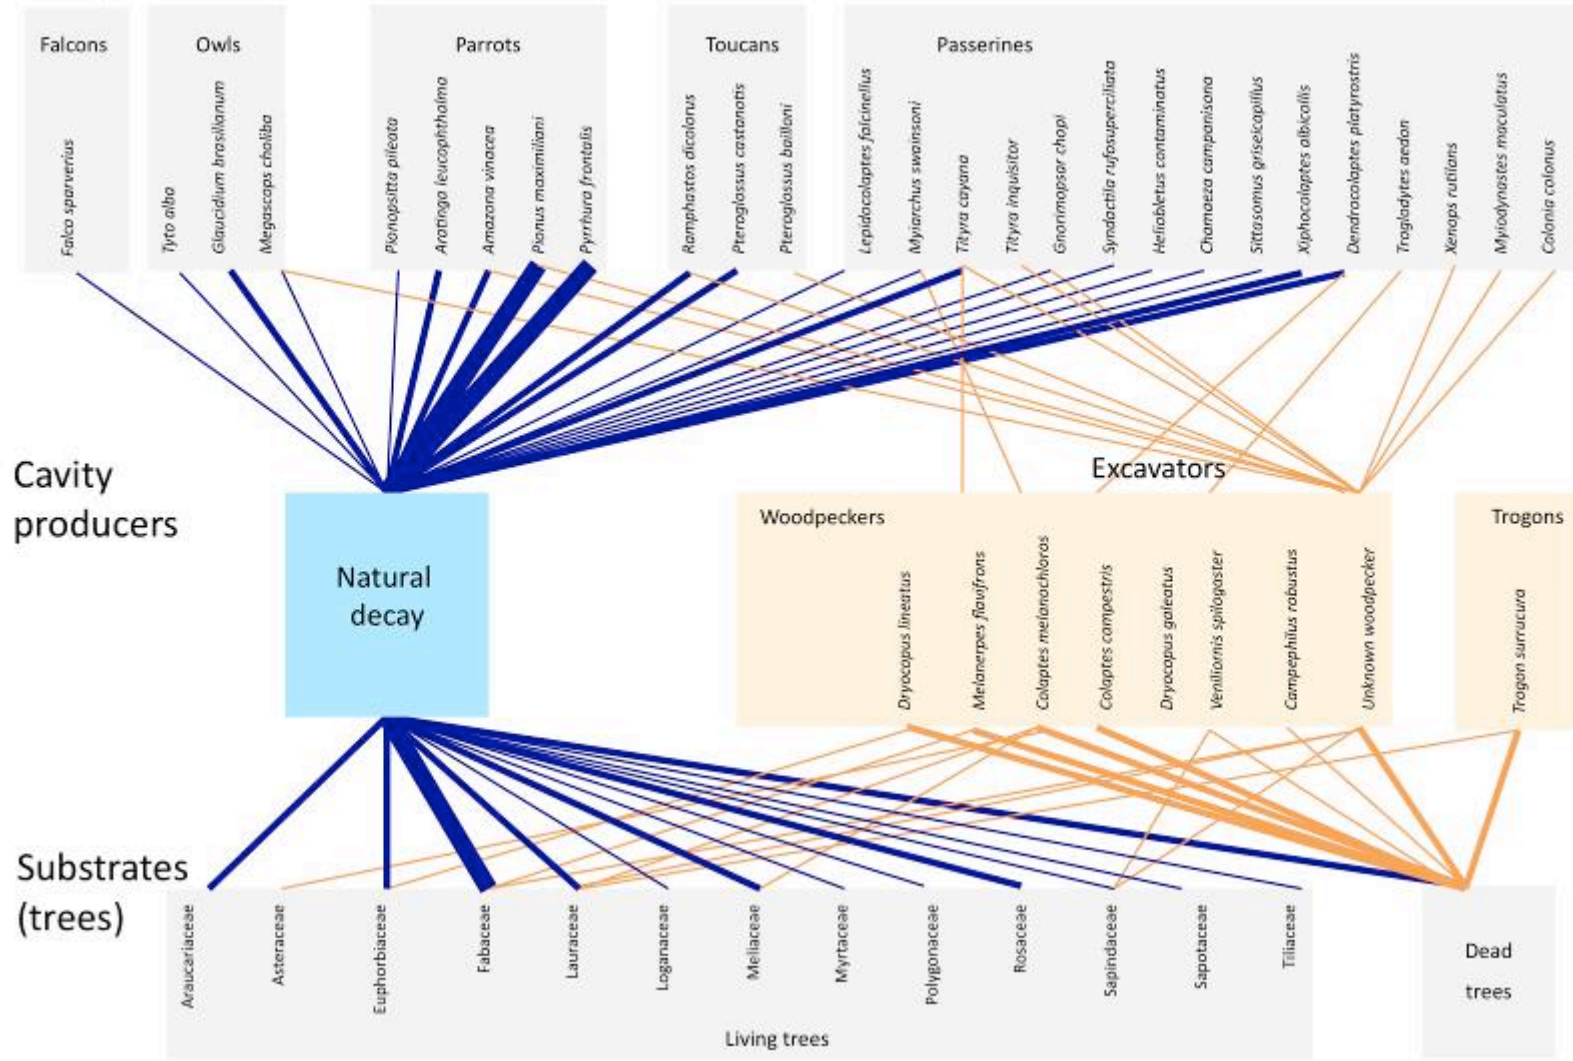 Falcons
Owls
Parrots
Toucans
Passerines
Falco sparverius
Tyto alba
Glaucidium brasilianum
Megascops choliba
Pionopsitta pileata
Aratinga leucophthalma
Amazona vinacea
Pionus maximiliani
Pyrrhura frontalis
Ramphastos dicolorus
Pteroglossus castanotis
Pteroglossus bailloni
Lepidocolaptes falcinellus
Myiarchus swainsoni
Tityra cayana
Tityra inquisitor
Gnorimopsar chopi
Syndactila rufosuperciliata
Heliobletus contaminatus
Chamaeza campanisona
Sittasomus griseicapillus
Xiphocolaptes albicollis
Dendrocolaptes platyrostris
Troglodytes aedon
Xenops rutilans
Myiodynastes maculatus
Colonia colonus
Cavity
producers
Excavators
Natural
decay
Woodpeckers
Trogons
Dryocopus lineatus
Melanerpes flavifrons
Colaptes melanochloros
Colaptes campestris
Dryocopus galeatus
Veniliornis spilogaster
Campephilus robustus
Unknown woodpecker
Trogon surrucura
Substrates
(trees)
Araucariaceae
Asteraceae
Euphorbiaceae
Fabaceae
Lauraceae
Loganaceae
Meliaceae
Myrtaceae
Polygonaceae
Rosaceae
Sapindaceae
Sapotaceae
Tiliaceae
Living trees
Dead
trees